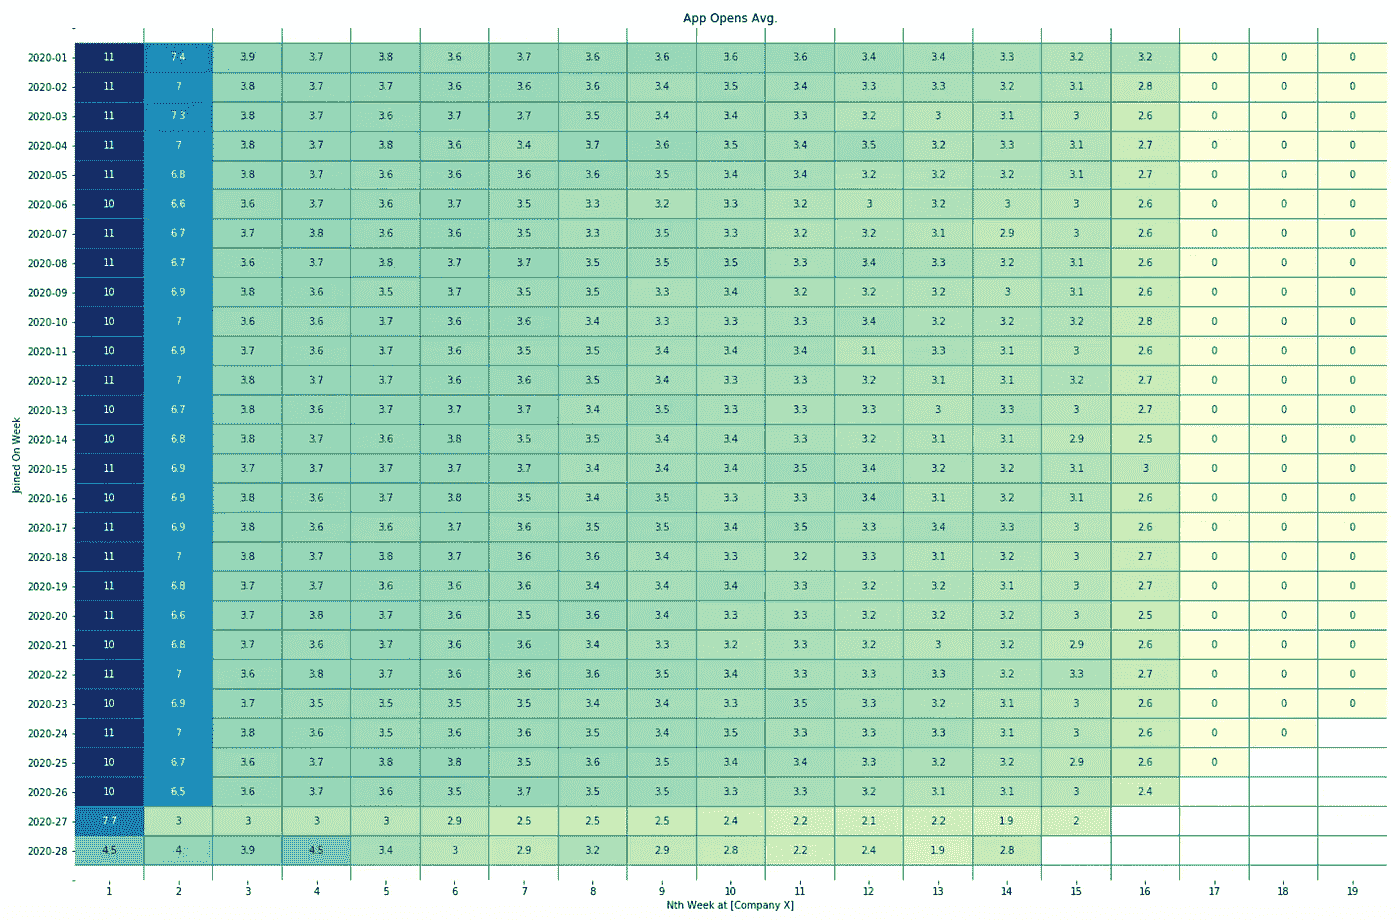 App Opens Avg.
2020-01 11 7.4 3.9 3.7 3.8 3.6 3.7 3.6 3.6 3.6 3.6 3.4 3.4 3.3 3.2 3.2 0 0 0
2020-02 11 7 3.8 3.7 3.7 3.6 3.6 3.6 3.4 3.5 3.4 3.3 3.3 3.2 3.1 2.8 0 0 0
2020-03 11 7.3 3.8 3.7 3.6 3.7 3.7 3.5 3.4 3.4 3.3 3.2 3 3.1 3 2.6 0 0 0
2020-04 11 7 3.8 3.7 3.8 3.6 3.4 3.7 3.6 3.5 3.4 3.5 3.2 3.3 3.1 2.7 0 0 0
2020-05 11 6.8 3.8 3.7 3.6 3.6 3.6 3.6 3.5 3.4 3.4 3.2 3.2 3.2 3.1 2.7 0 0 0
2020-06 10 6.6 3.6 3.7 3.6 3.7 3.5 3.3 3.2 3.3 3.2 3 3.2 3 3 2.6 0 0 0
2020-07 11 6.7 3.7 3.8 3.6 3.6 3.5 3.3 3.5 3.3 3.2 3.2 3.1 2.9 3 2.6 0 0 0
2020-08 11 6.7 3.6 3.7 3.8 3.7 3.7 3.5 3.5 3.5 3.3 3.4 3.3 3.2 3.1 2.6 0 0 0
2020-09 10 6.9 3.8 3.6 3.5 3.7 3.5 3.5 3.3 3.4 3.2 3.2 3.2 3 3.1 2.6 0 0 0
2020-10 10 7 3.6 3.6 3.7 3.6 3.6 3.4 3.3 3.3 3.3 3.4 3.2 3.2 3.2 2.8 0 0 0
2020-11 10 6.9 3.7 3.6 3.7 3.6 3.5 3.5 3.4 3.4 3.4 3.1 3.3 3.1 3 2.6 0 0 0
2020-12 11 7 3.8 3.7 3.7 3.6 3.6 3.5 3.4 3.3 3.3 3.2 3.1 3.1 3.2 2.7 0 0 0
2020-13 10 6.7 3.8 3.6 3.7 3.7 3.7 3.4 3.5 3.3 3.3 3.3 3 3.3 3 2.7 0 0 0
2020-14 10 6.8 3.8 3.7 3.6 3.8 3.5 3.5 3.4 3.4 3.3 3.2 3.1 3.1 2.9 2.5 0 0 0
2020-15 11 6.9 3.7 3.7 3.7 3.7 3.7 3.4 3.4 3.4 3.5 3.4 3.2 3.2 3.1 3 0 0 0
2020-16 10 6.9 3.8 3.6 3.7 3.8 3.5 3.4 3.5 3.3 3.3 3.4 3.1 3.2 3.1 2.6 0 0 0
2020-17 11 6.9 3.8 3.6 3.6 3.7 3.6 3.5 3.5 3.4 3.5 3.3 3.4 3.3 3 2.6 0 0 0
2020-18 11 7 3.8 3.7 3.8 3.7 3.6 3.6 3.4 3.3 3.2 3.3 3.1 3.2 3 2.7 0 0 0
2020-19 11 6.8 3.7 3.7 3.6 3.6 3.6 3.4 3.4 3.4 3.3 3.2 3.2 3.1 3 2.7 0 0 0
2020-20 11 6.6 3.7 3.8 3.7 3.6 3.5 3.6 3.4 3.3 3.3 3.2 3.2 3.2 3 2.5 0 0 0
2020-21 10 6.8 3.7 3.6 3.7 3.6 3.6 3.4 3.3 3.2 3.3 3.2 3 3.2 2.9 2.6 0 0 0
2020-22 11 7 3.6 3.8 3.7 3.6 3.6 3.6 3.5 3.4 3.3 3.3 3.3 3.2 3.3 2.7 0 0 0
2020-23 10 6.9 3.7 3.5 3.5 3.5 3.5 3.4 3.4 3.3 3.5 3.3 3.2 3.1 3 2.6 0 0 0
2020-24 11 7 3.8 3.6 3.5 3.6 3.6 3.5 3.4 3.5 3.3 3.3 3.3 3.1 3 2.6 0 0
2020-25 10 6.7 3.6 3.7 3.8 3.8 3.5 3.6 3.5 3.4 3.4 3.3 3.2 3.2 2.9 2.6 0
2020-26 10 6.5 3.6 3.7 3.6 3.5 3.7 3.5 3.5 3.3 3.3 3.2 3.1 3.1 3 2.4
2020-27 7.7 3 3 3 3 2.9 2.5 2.5 2.5 2.4 2.2 2.1 2.2 1.9 2
2020-28 4.5 4 3.9 4.5 3.4 3 2.9 3.2 2.9 2.8 2.2 2.4 1.9 2.8
1 2 3 4 5 6 7 8 9 10 11 12 13 14 15 16 17 18 19
Nth Week at [Company X]
Joined On Week